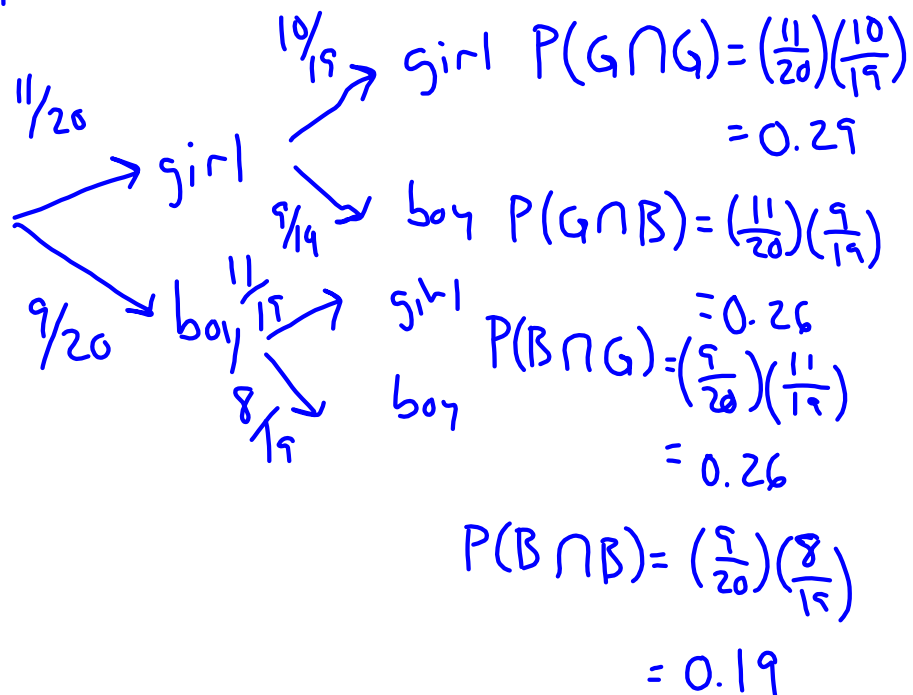 10/19
girl P(G∩G) = (11/20)(10/19)
11/20
= 0.29
girl
9/19
boy P(G∩B) = (11/20)(9/19)
11/19
girl
= 0.26
9/20
boy
P(B∩G) = (9/20)(11/19)
8/19
boy
= 0.26
P(B∩B) = (9/20)(8/19)
= 0.19